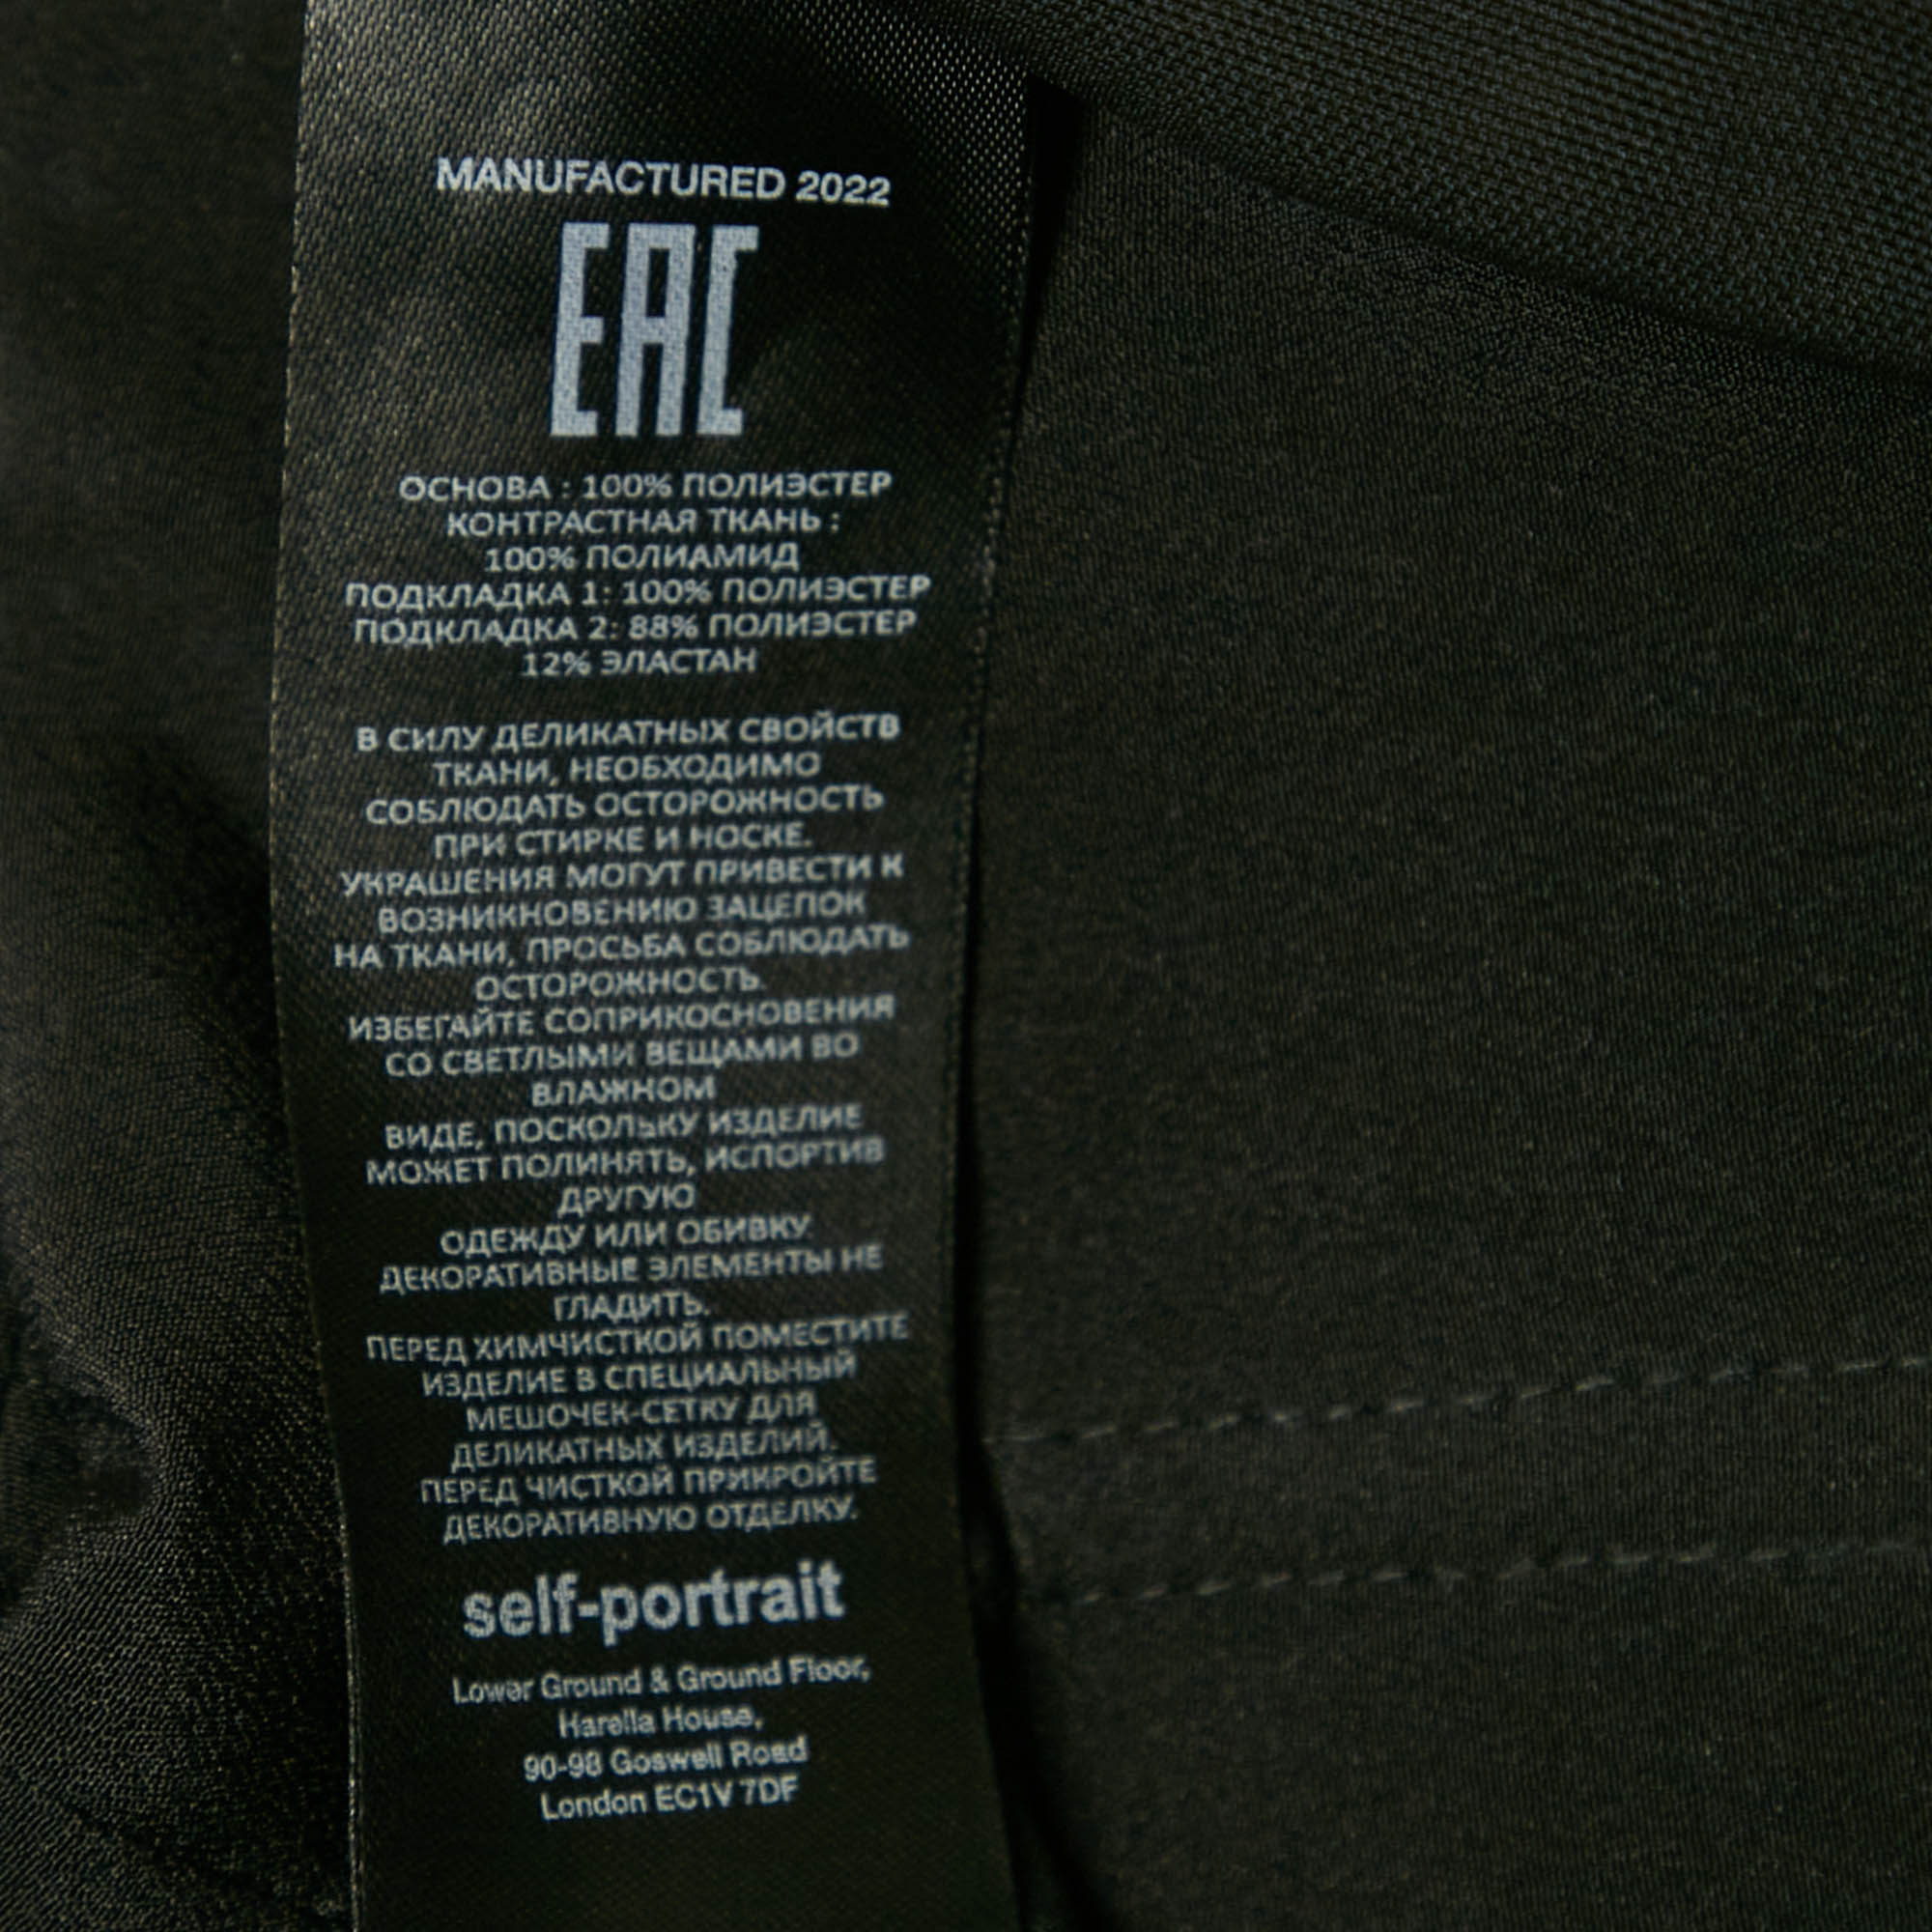 MANUFACTURED 2022
EAC
ОСНОВА : 100% ПОЛИЭСТЕР
КОНТРАСТНАЯ ТКАНЬ :
100% ПОЛИАМИД
ПОДКЛАДКА 1: 100% ПОЛИЭСТЕР
ПОДКЛАДКА 2: 88% ПОЛИЭСТЕР
12% ЭЛАСТАН
В СИЛУ ДЕЛИКАТНЫХ СВОЙСТВ
ТКАНИ, НЕОБХОДИМО
СОБЛЮДАТЬ ОСТОРОЖНОСТЬ
ПРИ СТИРКЕ И НОСКЕ.
УКРАШЕНИЯ МОГУТ ПРИВЕСТИ К
ВОЗНИКНОВЕНИЮ ЗАЦЕПОК
НА ТКАНИ, ПРОСЬБА СОБЛЮДАТЬ
ОСТОРОЖНОСТЬ.
ИЗБЕГАЙТЕ СОПРИКОСНОВЕНИЯ
СО СВЕТЛЫМИ ВЕЩАМИ ВО
ВЛАЖНОМ
ВИДЕ, ПОСКОЛЬКУ ИЗДЕЛИЕ
МОЖЕТ ПОЛИНЯТЬ, ИСПОРТИВ
ДРУГУЮ
ОДЕЖДУ ИЛИ ОБИВКУ.
ДЕКОРАТИВНЫЕ ЭЛЕМЕНТЫ НЕ
ГЛАДИТЬ.
ПЕРЕД ХИМЧИСТКОЙ ПОМЕСТИТЕ
ИЗДЕЛИЕ В СПЕЦИАЛЬНЫЙ
МЕШОЧЕК-СЕТКУ ДЛЯ
ДЕЛИКАТНЫХ ИЗДЕЛИЙ.
ПЕРЕД ЧИСТКОЙ ПРИКРОЙТЕ
ДЕКОРАТИВНУЮ ОТДЕЛКУ.
self-portrait
Lower Ground & Ground Floor,
Harella House,
90-98 Goswell Road
London EC1V 7DF